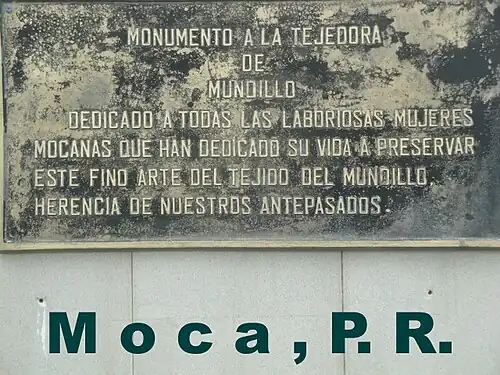 MONUMENTO A LA TEJEDORA
DE
MUNDILLO
DEDICADO A TODAS LAS LABORIOSAS MUJERES
MOCANAS QUE HAN DEDICADO SU VIDA A PRESERVAR
ESTE FINO ARTE DEL TEJIDO DEL MUNDILLO,
HERENCIA DE NUESTROS ANTEPASADOS.
Moca, P. R.